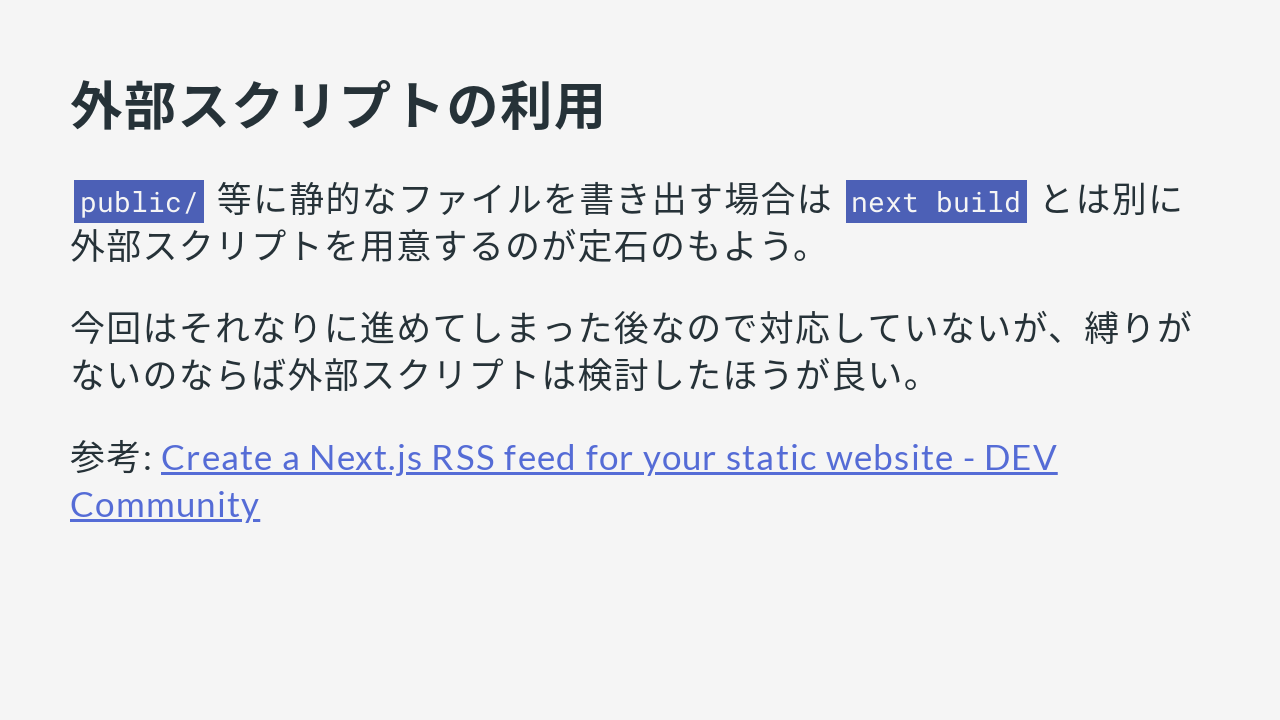 外部スクリプトの利用
public/ 等に静的なファイルを書き出す場合は next build とは別に
外部スクリプトを用意するのが定石のもよう。
今回はそれなりに進めてしまった後なので対応していないが、縛りが
ないのならば外部スクリプトは検討したほうが良い。
参考: Create a Next.js RSS feed for your static website - DEV
Community